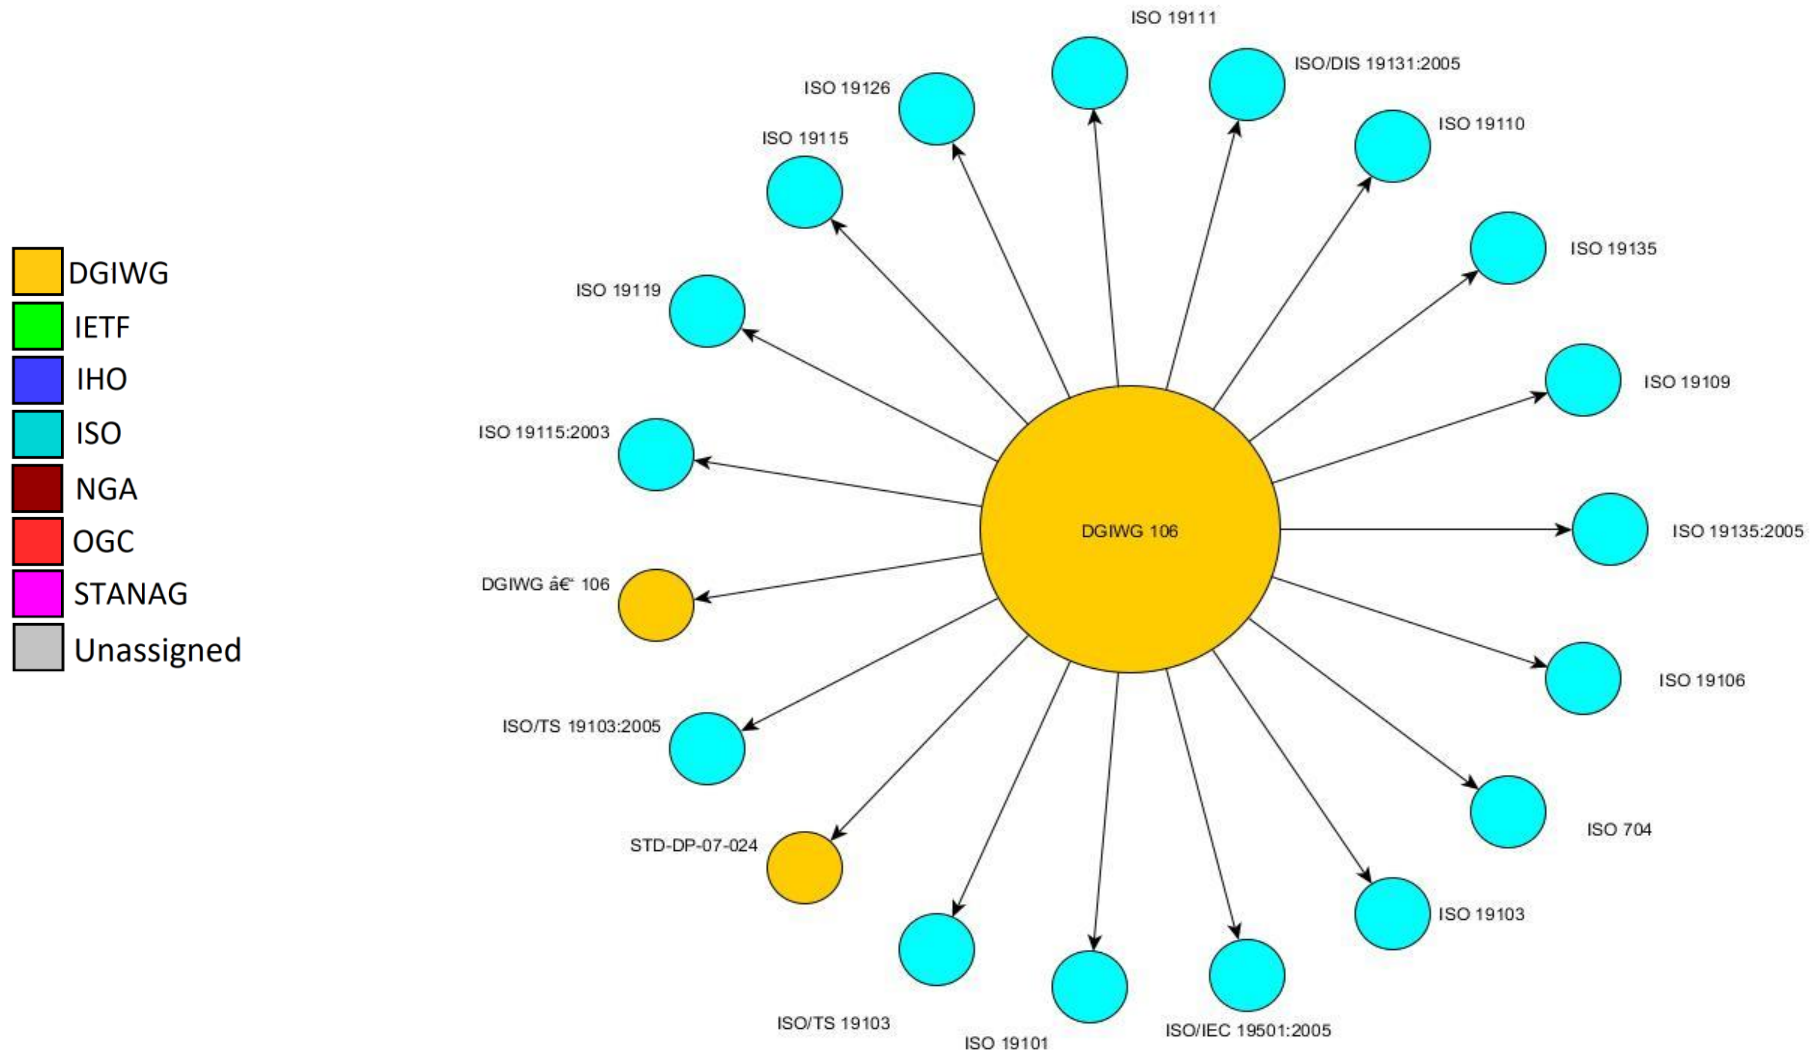 ISO 19111
ISO/DIS 19131:2005
ISO 19126
ISO 19110
ISO 19115
ISO 19135
DGIWG
ISO 19119
IETF
IHO
ISO 19109
ISO
ISO 19115:2003
NGA
DGIWG 106
ISO 19135:2005
OGC
DGIWG â€“ 106
STANAG
Unassigned
ISO 19106
ISO/TS 19103:2005
ISO 704
STD-DP-07-024
ISO 19103
ISO/TS 19103
ISO/IEC 19501:2005
ISO 19101